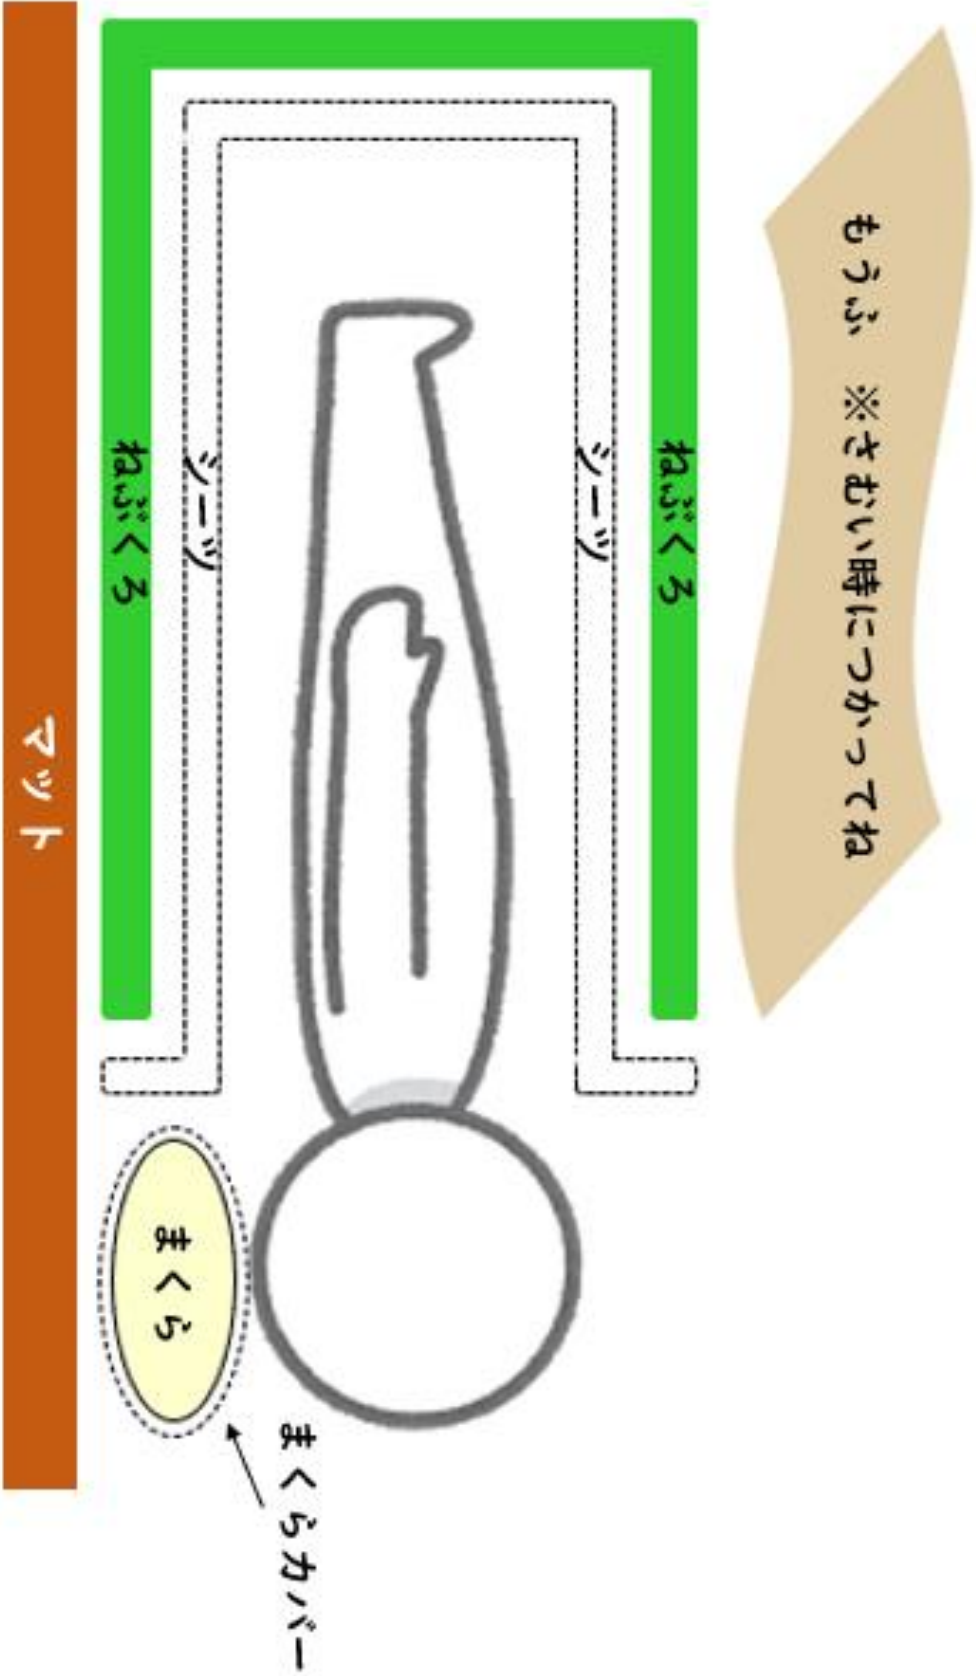 もうふ　※さむい時につかってね
ねぶくろ
シーツ
シーツ
ねぶくろ
マット
まくら
まくらカバー